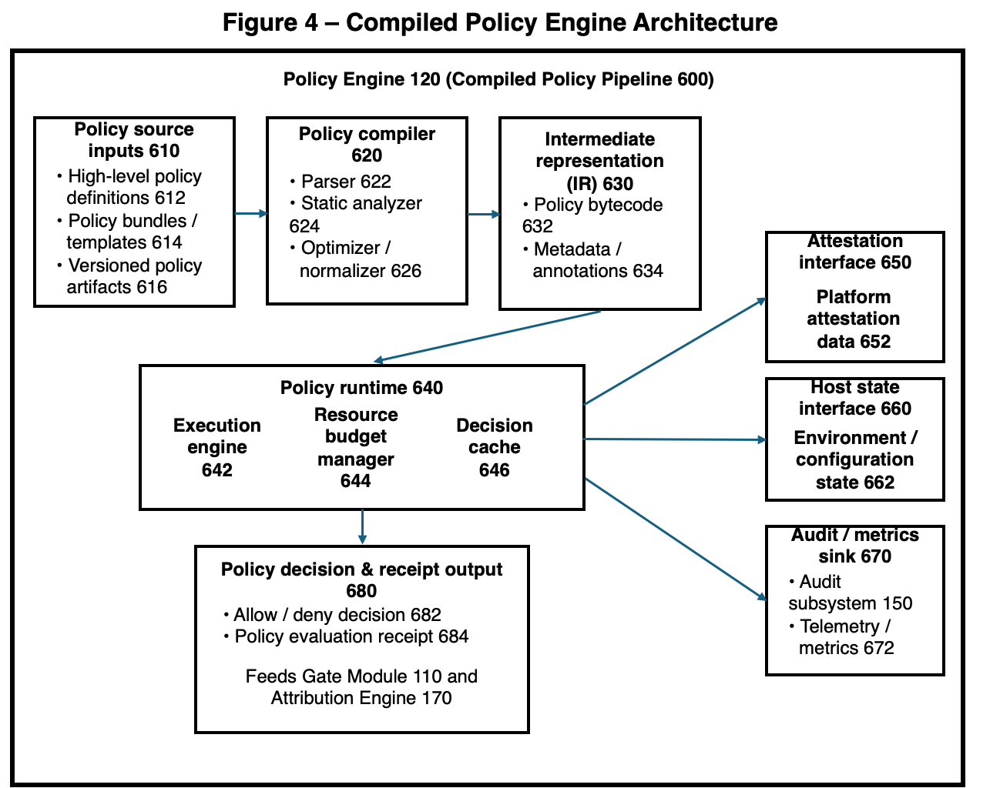 Figure 4 – Compiled Policy Engine Architecture
Policy Engine 120 (Compiled Policy Pipeline 600)
Policy source
inputs 610
• High-level policy
definitions 612
• Policy bundles /
templates 614
• Versioned policy
artifacts 616
Policy compiler
620
• Parser 622
• Static analyzer
624
• Optimizer /
normalizer 626
Intermediate
representation
(IR) 630
• Policy bytecode
632
• Metadata /
annotations 634
Attestation
interface 650
Platform
attestation
data 652
Policy runtime 640
Execution
engine
642
Resource
budget
manager
644
Decision
cache
646
Host state
interface 660
Environment /
configuration
state 662
Audit / metrics
sink 670
• Audit
subsystem 150
• Telemetry /
metrics 672
Policy decision & receipt output
680
• Allow / deny decision 682
• Policy evaluation receipt 684
Feeds Gate Module 110 and
Attribution Engine 170